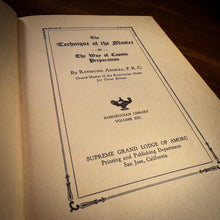 The
Technique of the Master
OR
The Way of Cosmic
Preparation
By Raymund Andrea, F. R. C.
Grand Master of the Rosicrucian Order
for Great Britain
ROSICRUCIAN LIBRARY
VOLUME XII.
SUPREME GRAND LODGE OF AMORC
Printing and Publishing Department
San Jose, California